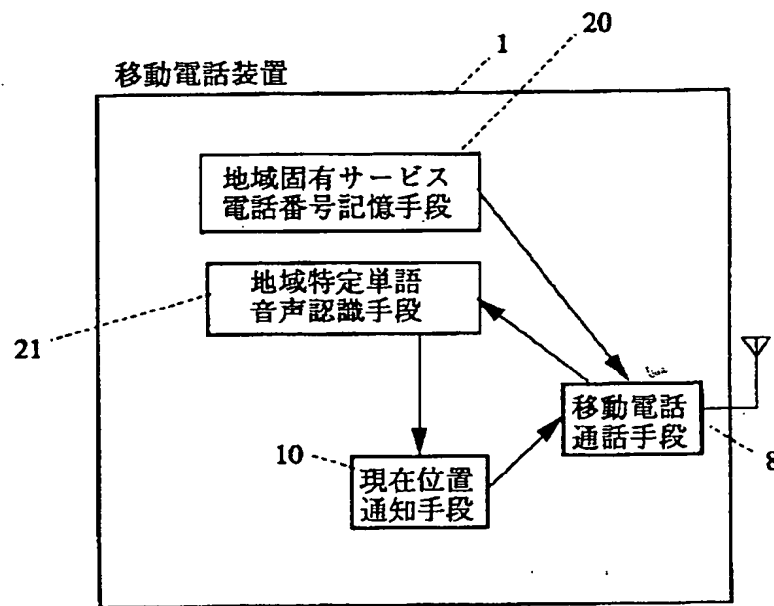 20
1
移動電話装置
地域固有サービス
電話番号記憶手段
地域特定単語
音声認識手段
21
移動電話
通話手段
10
現在位置
通知手段
8